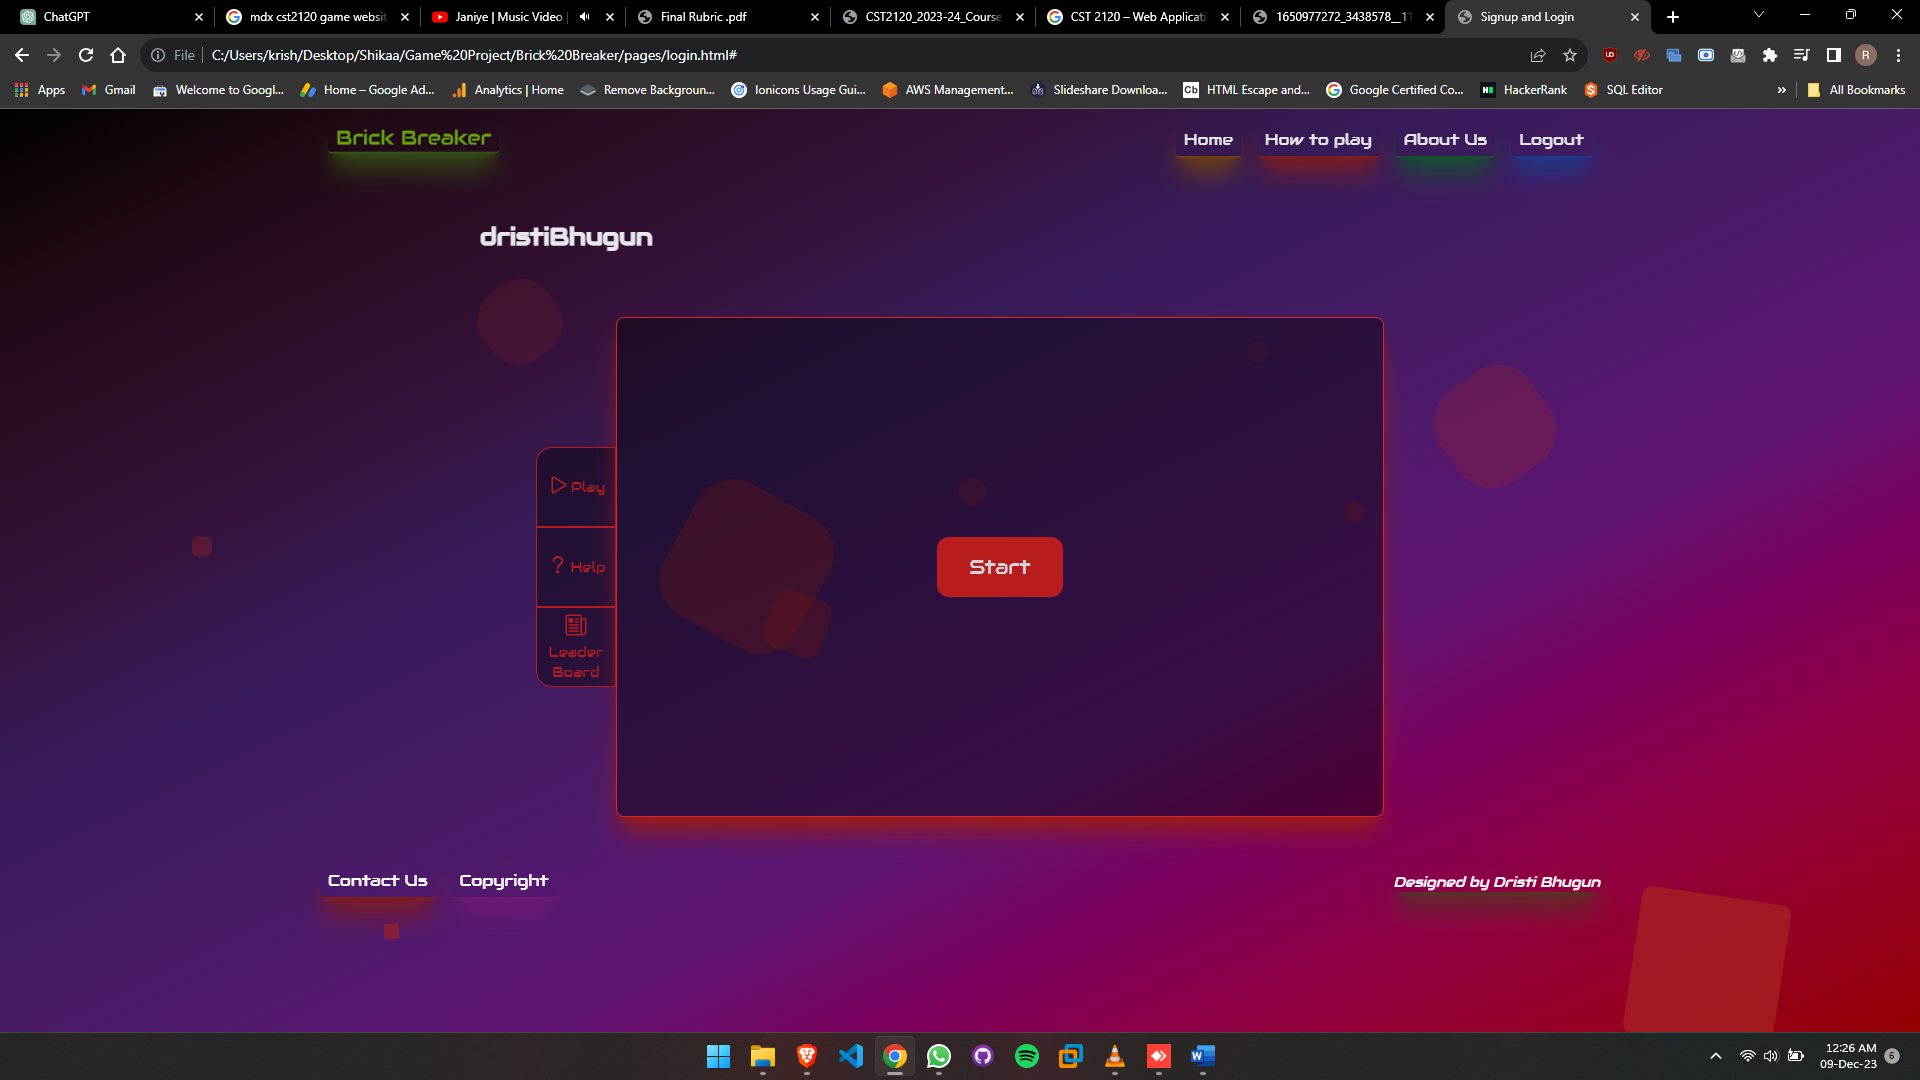 ChatGPT
mdx cst2120 game websit
Janiye | Music Video |
Final Rubric .pdf
CST2120_2023-24_Course
CST 2120 – Web Applicati
1650977272_3438578__11
Signup and Login
File
C:/Users/krish/Desktop/Shikaa/Game%20Project/Brick%20Breaker/pages/login.html#
R
Apps
Gmail
Welcome to Googl...
Home – Google Ad...
Analytics | Home
Remove Backgroun...
Ionicons Usage Gui...
AWS Management...
Slideshare Downloa...
Cb
HTML Escape and...
Google Certified Co...
HackerRank
SQL Editor
»
All Bookmarks
Brick Breaker
Home
How to play
About Us
Logout
dristiBhugun
Play
? Help
Leader
Board
Start
Contact Us
Copyright
Designed by Dristi Bhugun
12:26 AM
09-Dec-23
6